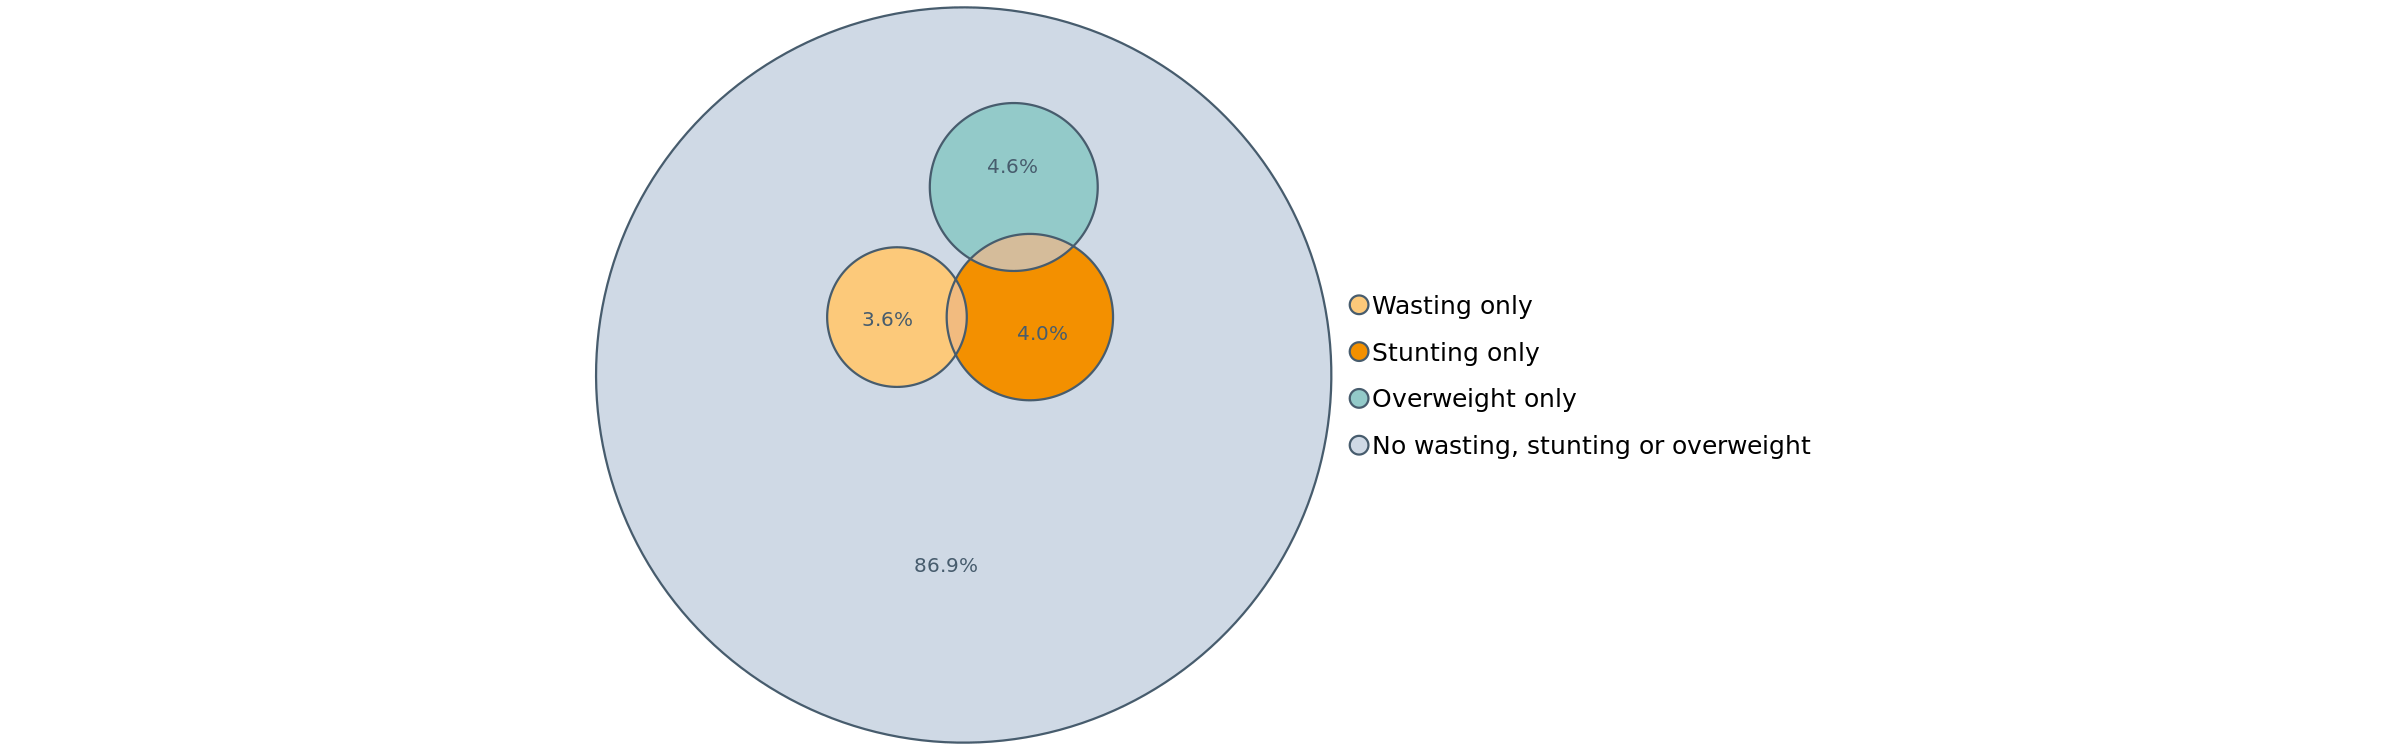 4.6%
3.6%
4.0%
86.9%
Wasting only
Stunting only
Overweight only
No wasting, stunting or overweight